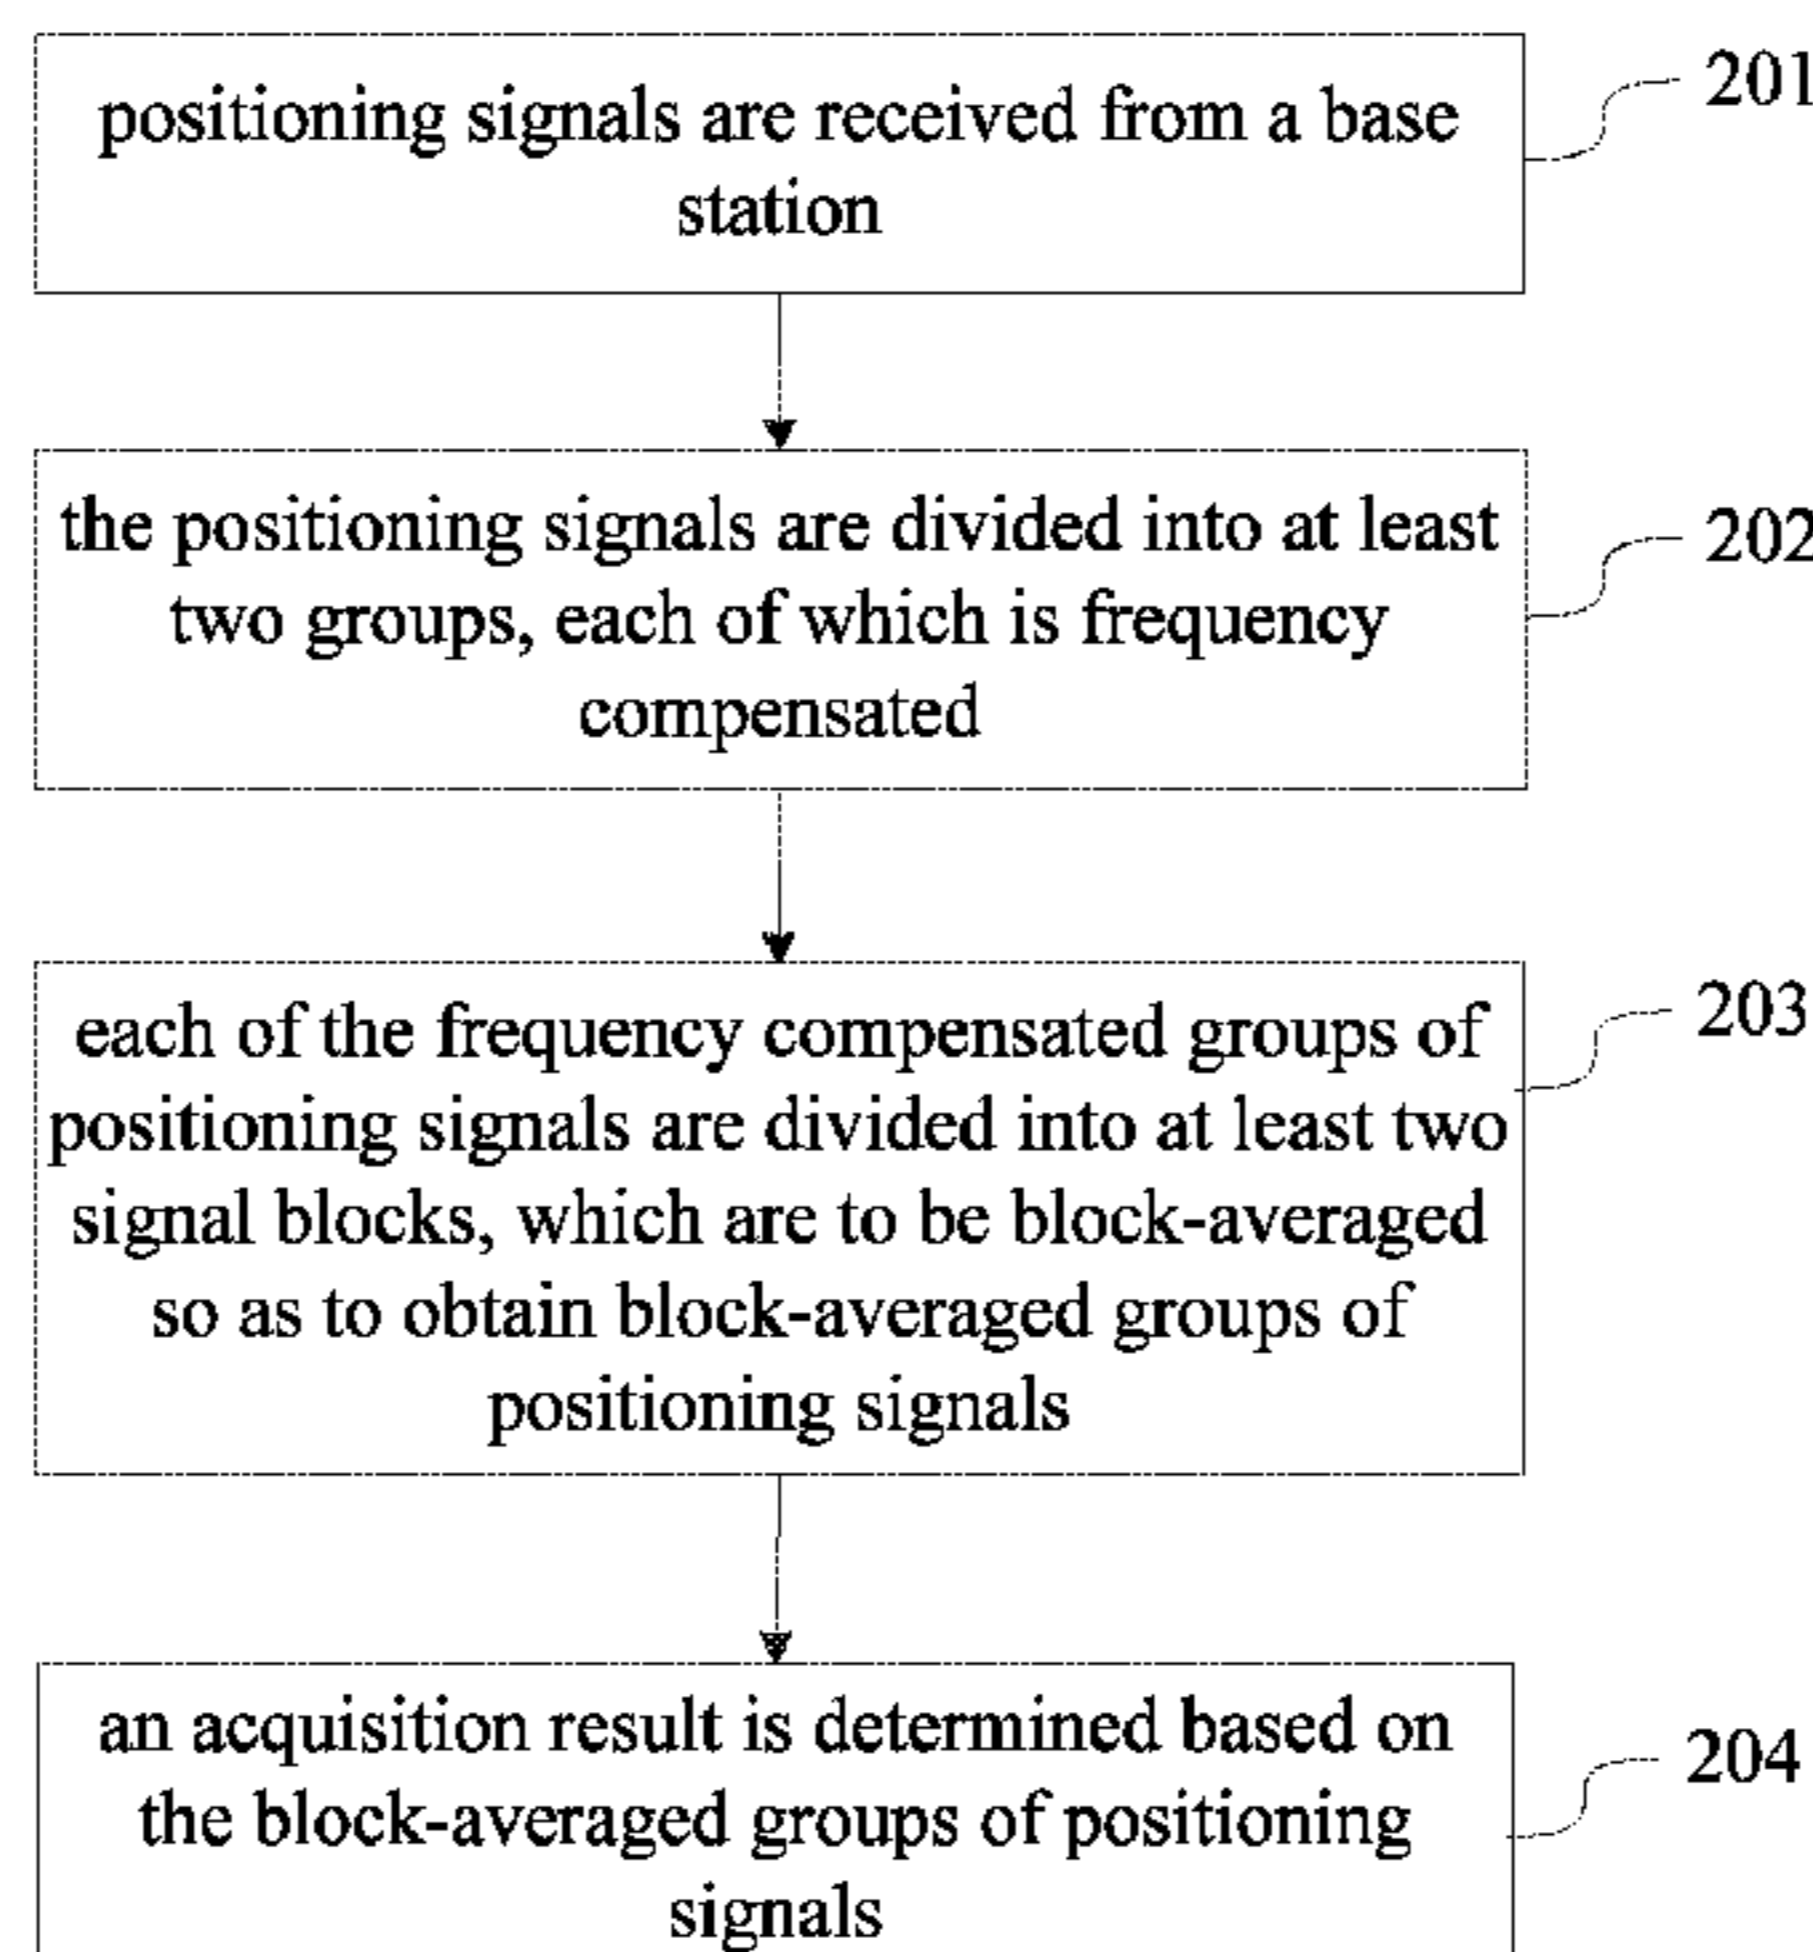 positioning signals are received from a base
station
201
the positioning signals are divided into at least
two groups, each of which is frequency
compensated
202
each of the frequency compensated groups of
positioning signals are divided into at least two
signal blocks, which are to be block-averaged
so as to obtain block-averaged groups of
positioning signals
203
an acquisition result is determined based on
the block-averaged groups of positioning
signals
204